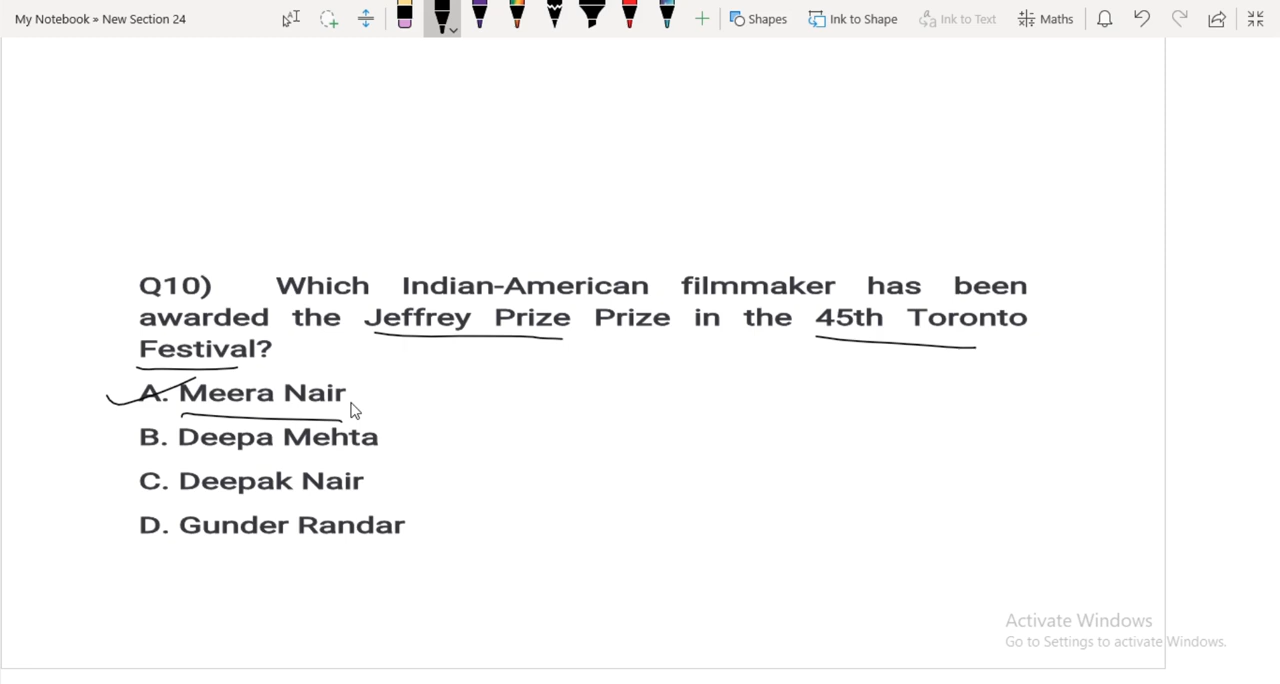 My Notebook » New Section 24
Shapes
Ink to Shape
Ink to Text
Maths
Q10) Which Indian-American filmmaker has been
awarded the Jeffrey Prize Prize in the 45th Toronto
Festival?
A. Meera Nair
B. Deepa Mehta
C. Deepak Nair
D. Gunder Randar
Activate Windows
Go to Settings to activate Windows.